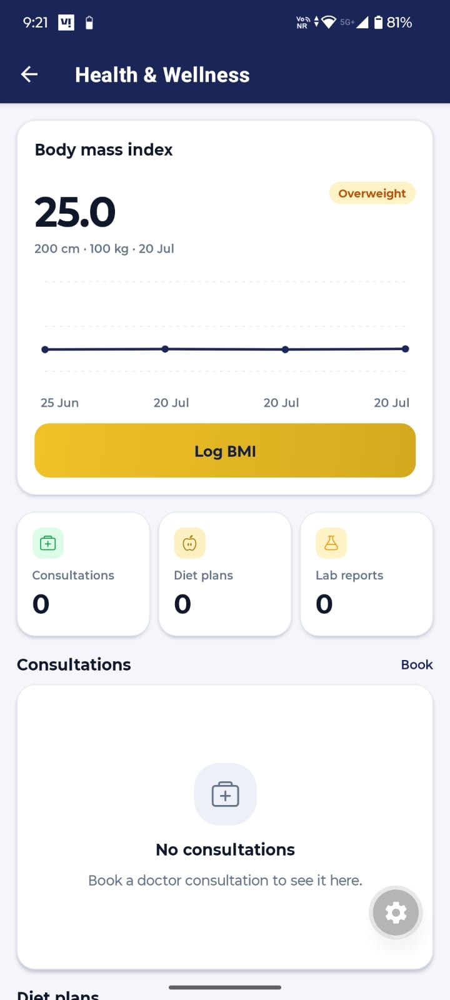 9:21
V!
Vo
NR
5G+
81%
Health & Wellness
Body mass index
25.0
Overweight
200 cm · 100 kg · 20 Jul
25 Jun
20 Jul
20 Jul
20 Jul
Log BMI
Consultations
0
Diet plans
0
Lab reports
0
Consultations
Book
No consultations
Book a doctor consultation to see it here.
Diet plans